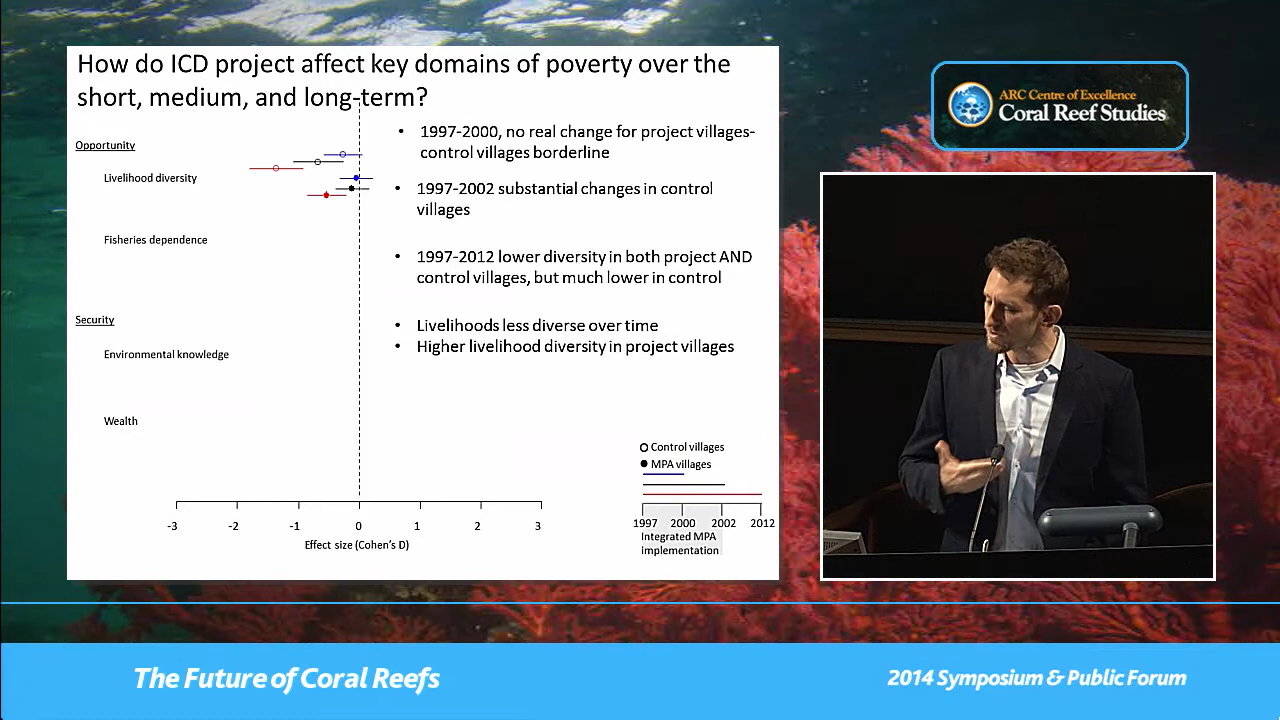 How do ICD project affect key domains of poverty over the
short, medium, and long-term?
Opportunity
Livelihood diversity
Fisheries dependence
Security
Environmental knowledge
Wealth
• 1997-2000, no real change for project villages-
control villages borderline
• 1997-2002 substantial changes in control
villages
• 1997-2012 lower diversity in both project AND
control villages, but much lower in control
• Livelihoods less diverse over time
• Higher livelihood diversity in project villages
Control villages
MPA villages
1997 2000 2002 2012
Integrated MPA
implementation
-3 -2 -1 0 1 2 3
Effect size (Cohen's D)
ARC Centre of Excellence
Coral Reef Studies
The Future of Coral Reefs
2014 Symposium & Public Forum